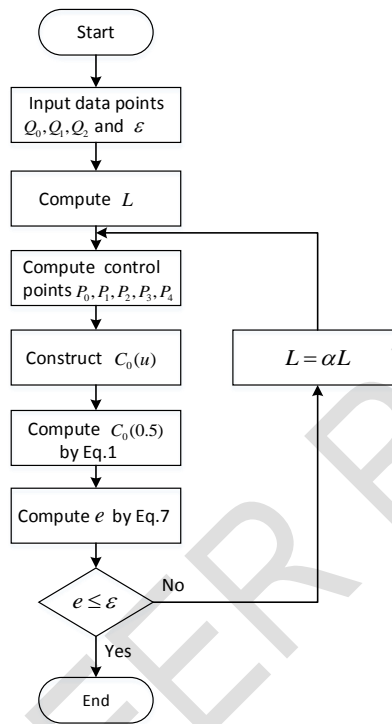 Start
Input data points
Q₀,Q₁,Q₂ and ε
Compute L
Compute control
points P₀,P₁,P₂,P₃,P₄
Construct C₀(u)
L=αL
Compute C₀(0.5)
by Eq.1
Compute e by Eq.7
e≤ε
No
Yes
End